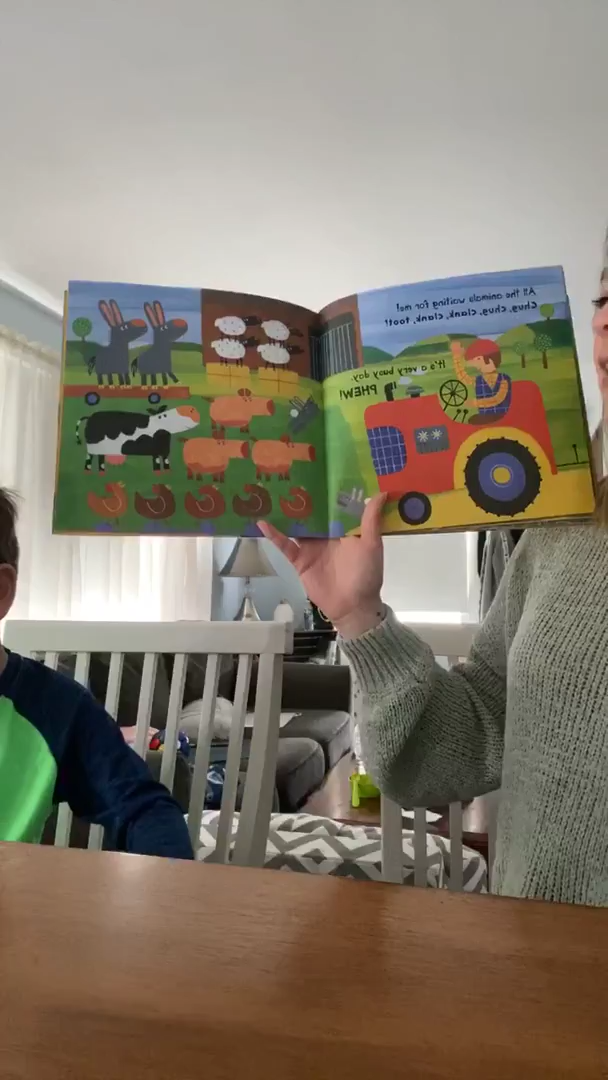 All the animals waiting for me!
Chug, chug, clank, clank, toot!
It's a very busy day.
PHEW!